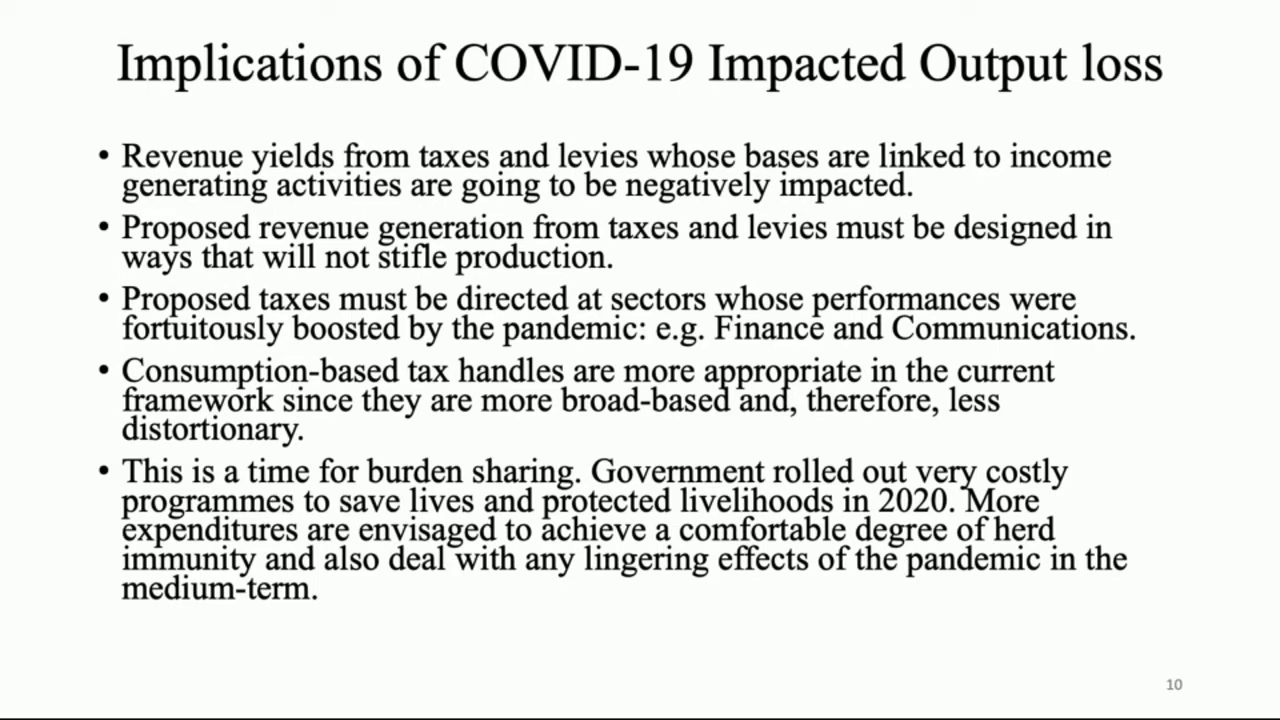 Implications of COVID-19 Impacted Output loss
• Revenue yields from taxes and levies whose bases are linked to income
generating activities are going to be negatively impacted.
• Proposed revenue generation from taxes and levies must be designed in
ways that will not stifle production.
• Proposed taxes must be directed at sectors whose performances were
fortuitously boosted by the pandemic: e.g. Finance and Communications.
• Consumption-based tax handles are more appropriate in the current
framework since they are more broad-based and, therefore, less
distortionary.
• This is a time for burden sharing. Government rolled out very costly
programmes to save lives and protected livelihoods in 2020. More
expenditures are envisaged to achieve a comfortable degree of herd
immunity and also deal with any lingering effects of the pandemic in the
medium-term.
10